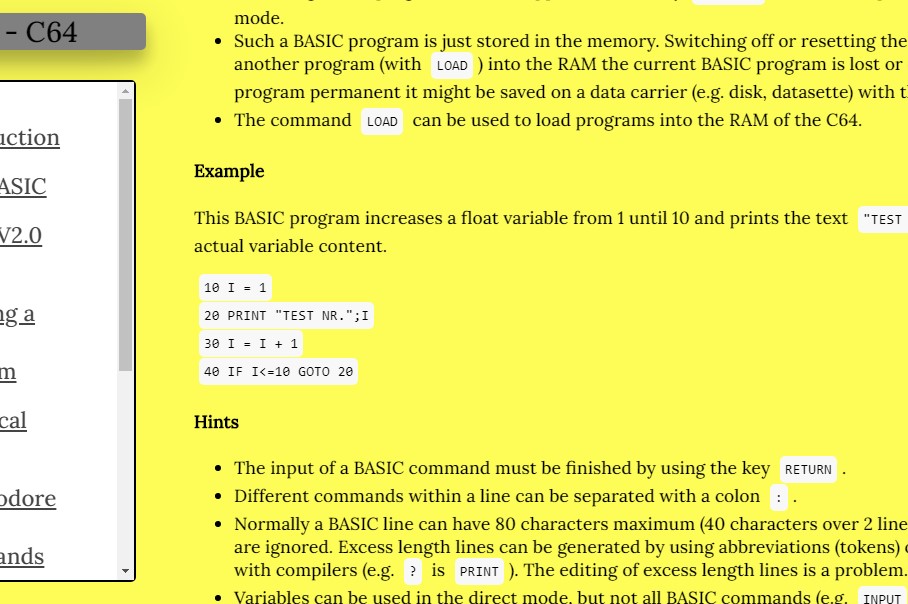 - C64
uction
ASIC
V2.0
ng a
m
cal
odore
ands
mode.
Such a BASIC program is just stored in the memory. Switching off or resetting the
another program (with LOAD ) into the RAM the current BASIC program is lost or
program permanent it might be saved on a data carrier (e.g. disk, datasette) with t
The command LOAD can be used to load programs into the RAM of the C64.
Example
This BASIC program increases a float variable from 1 until 10 and prints the text "TEST
actual variable content.
10 I = 1
20 PRINT "TEST NR.";I
30 I = I + 1
40 IF I<=10 GOTO 20
Hints
The input of a BASIC command must be finished by using the key RETURN .
Different commands within a line can be separated with a colon : .
Normally a BASIC line can have 80 characters maximum (40 characters over 2 line
are ignored. Excess length lines can be generated by using abbreviations (tokens)
with compilers (e.g. ? is PRINT ). The editing of excess length lines is a problem.
Variables can be used in the direct mode, but not all BASIC commands (e.g. INPUT